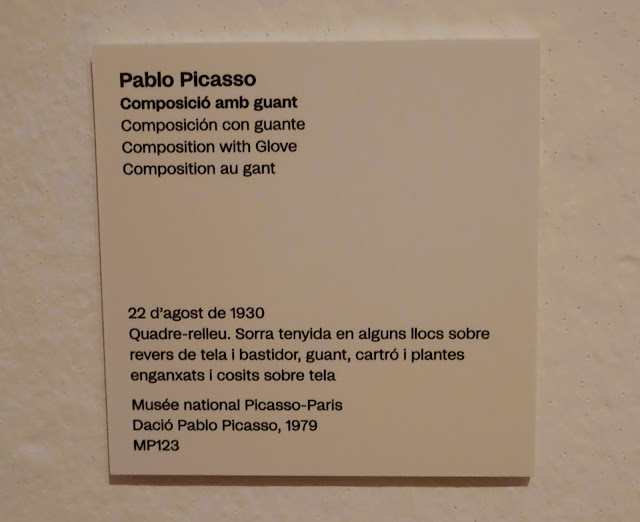 Pablo Picasso
Composició amb guant
Composición con guante
Composition with Glove
Composition au gant
22 d'agost de 1930
Quadre-relleu. Sorra tenyida en alguns llocs sobre
revers de tela i bastidor, guant, cartró i plantes
enganxats i cosits sobre tela
Musée national Picasso-Paris
Dació Pablo Picasso, 1979
MP123